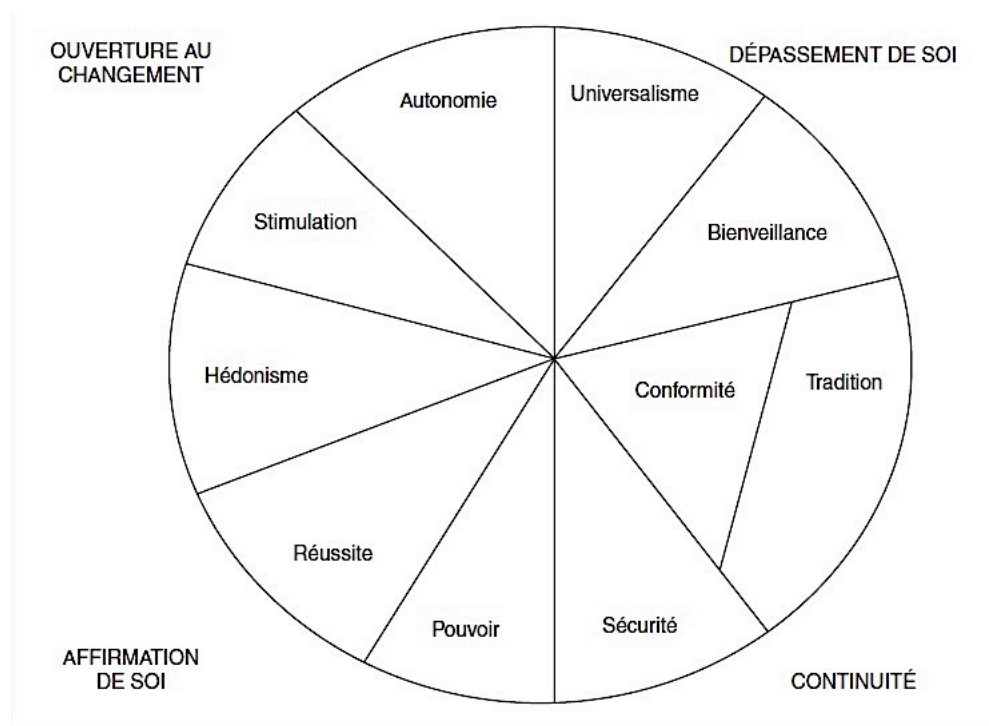 OUVERTURE AU
CHANGEMENT
DÉPASSEMENT DE SOI
Autonomie
Universalisme
Stimulation
Bienveillance
Hédonisme
Conformité
Tradition
Réussite
Pouvoir
Sécurité
AFFIRMATION
DE SOI
CONTINUITÉ